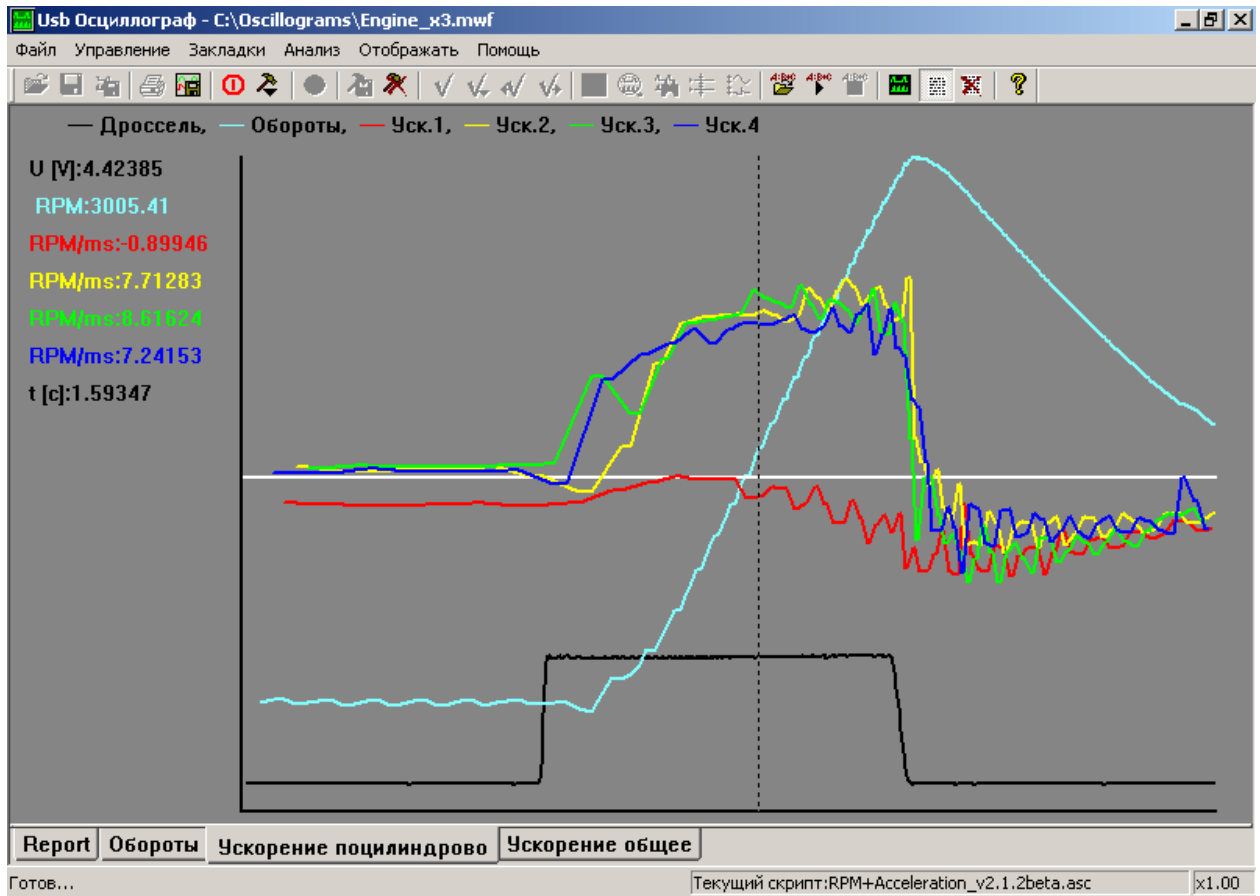 Usb Осциллограф - C:\Oscillograms\Engine_x3.mwf
Файл Управление Закладки Анализ Отображать Помощь
— Дроссель, — Обороты, — Уск.1, — Уск.2, — Уск.3, — Уск.4
U [V]:4.42385
RPM:3005.41
RPM/ms:-0.89946
RPM/ms:7.71283
RPM/ms:8.61624
RPM/ms:7.24153
t [c]:1.59347
Report Обороты Ускорение поцилиндрово Ускорение общее
Готов... Текущий скрипт:RPM+Acceleration_v2.1.2beta.asc x1.00